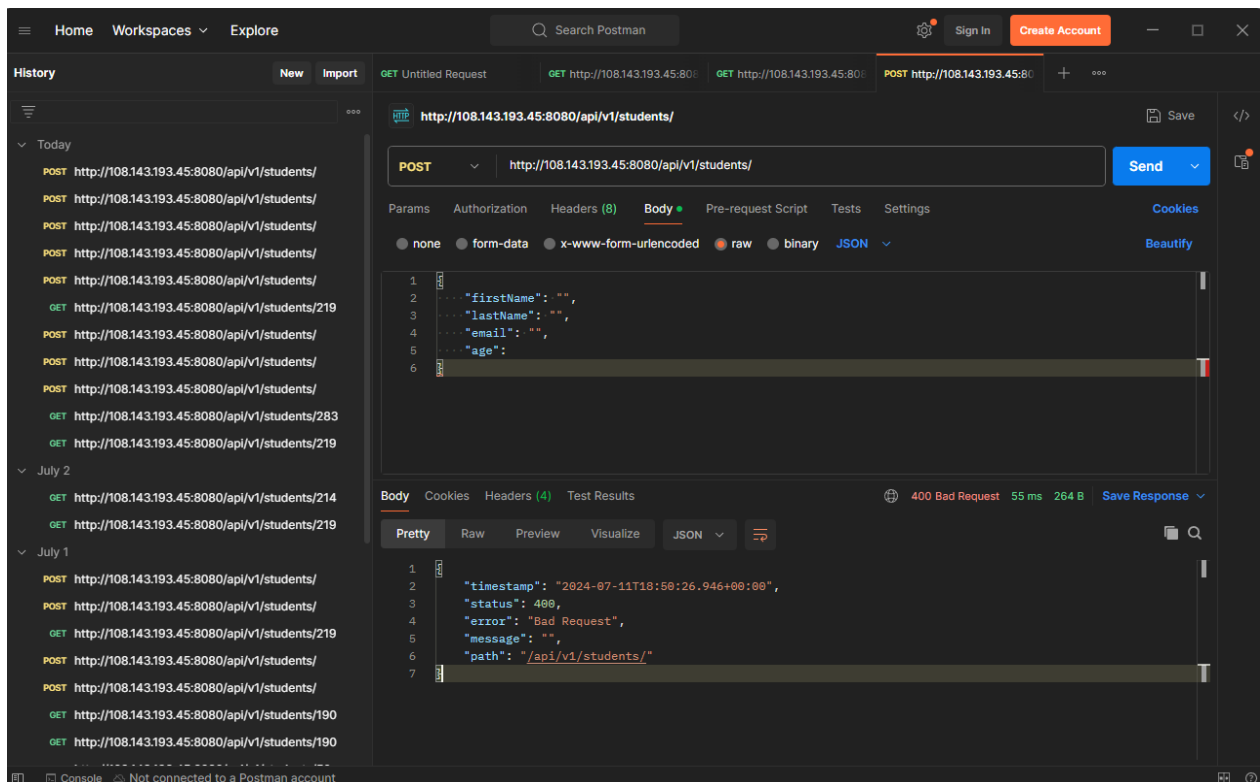 Home Workspaces Explore Search Postman Sign In Create Account
History New Import
GET Untitled Request GET http://108.143.193.45:808 GET http://108.143.193.45:808 POST http://108.143.193.45:80
HTTP http://108.143.193.45:8080/api/v1/students/ Save
POST http://108.143.193.45:8080/api/v1/students/ Send
Params Authorization Headers (8) Body Pre-request Script Tests Settings Cookies
none form-data x-www-form-urlencoded raw binary JSON Beautify
1 {
2 "firstName": "",
3 "lastName": "",
4 "email": "",
5 "age":
6 }
Today
POST http://108.143.193.45:8080/api/v1/students/
POST http://108.143.193.45:8080/api/v1/students/
POST http://108.143.193.45:8080/api/v1/students/
POST http://108.143.193.45:8080/api/v1/students/
POST http://108.143.193.45:8080/api/v1/students/
GET http://108.143.193.45:8080/api/v1/students/219
POST http://108.143.193.45:8080/api/v1/students/
POST http://108.143.193.45:8080/api/v1/students/
POST http://108.143.193.45:8080/api/v1/students/
GET http://108.143.193.45:8080/api/v1/students/283
GET http://108.143.193.45:8080/api/v1/students/219
July 2
GET http://108.143.193.45:8080/api/v1/students/214
GET http://108.143.193.45:8080/api/v1/students/219
July 1
POST http://108.143.193.45:8080/api/v1/students/
POST http://108.143.193.45:8080/api/v1/students/
GET http://108.143.193.45:8080/api/v1/students/219
POST http://108.143.193.45:8080/api/v1/students/
POST http://108.143.193.45:8080/api/v1/students/
GET http://108.143.193.45:8080/api/v1/students/190
GET http://108.143.193.45:8080/api/v1/students/190
Body Cookies Headers (4) Test Results 400 Bad Request 55 ms 264 B Save Response
Pretty Raw Preview Visualize JSON
1 {
2 "timestamp": "2024-07-11T18:50:26.946+00:00",
3 "status": 400,
4 "error": "Bad Request",
5 "message": "",
6 "path": "/api/v1/students/"
7 }
Console Not connected to a Postman account